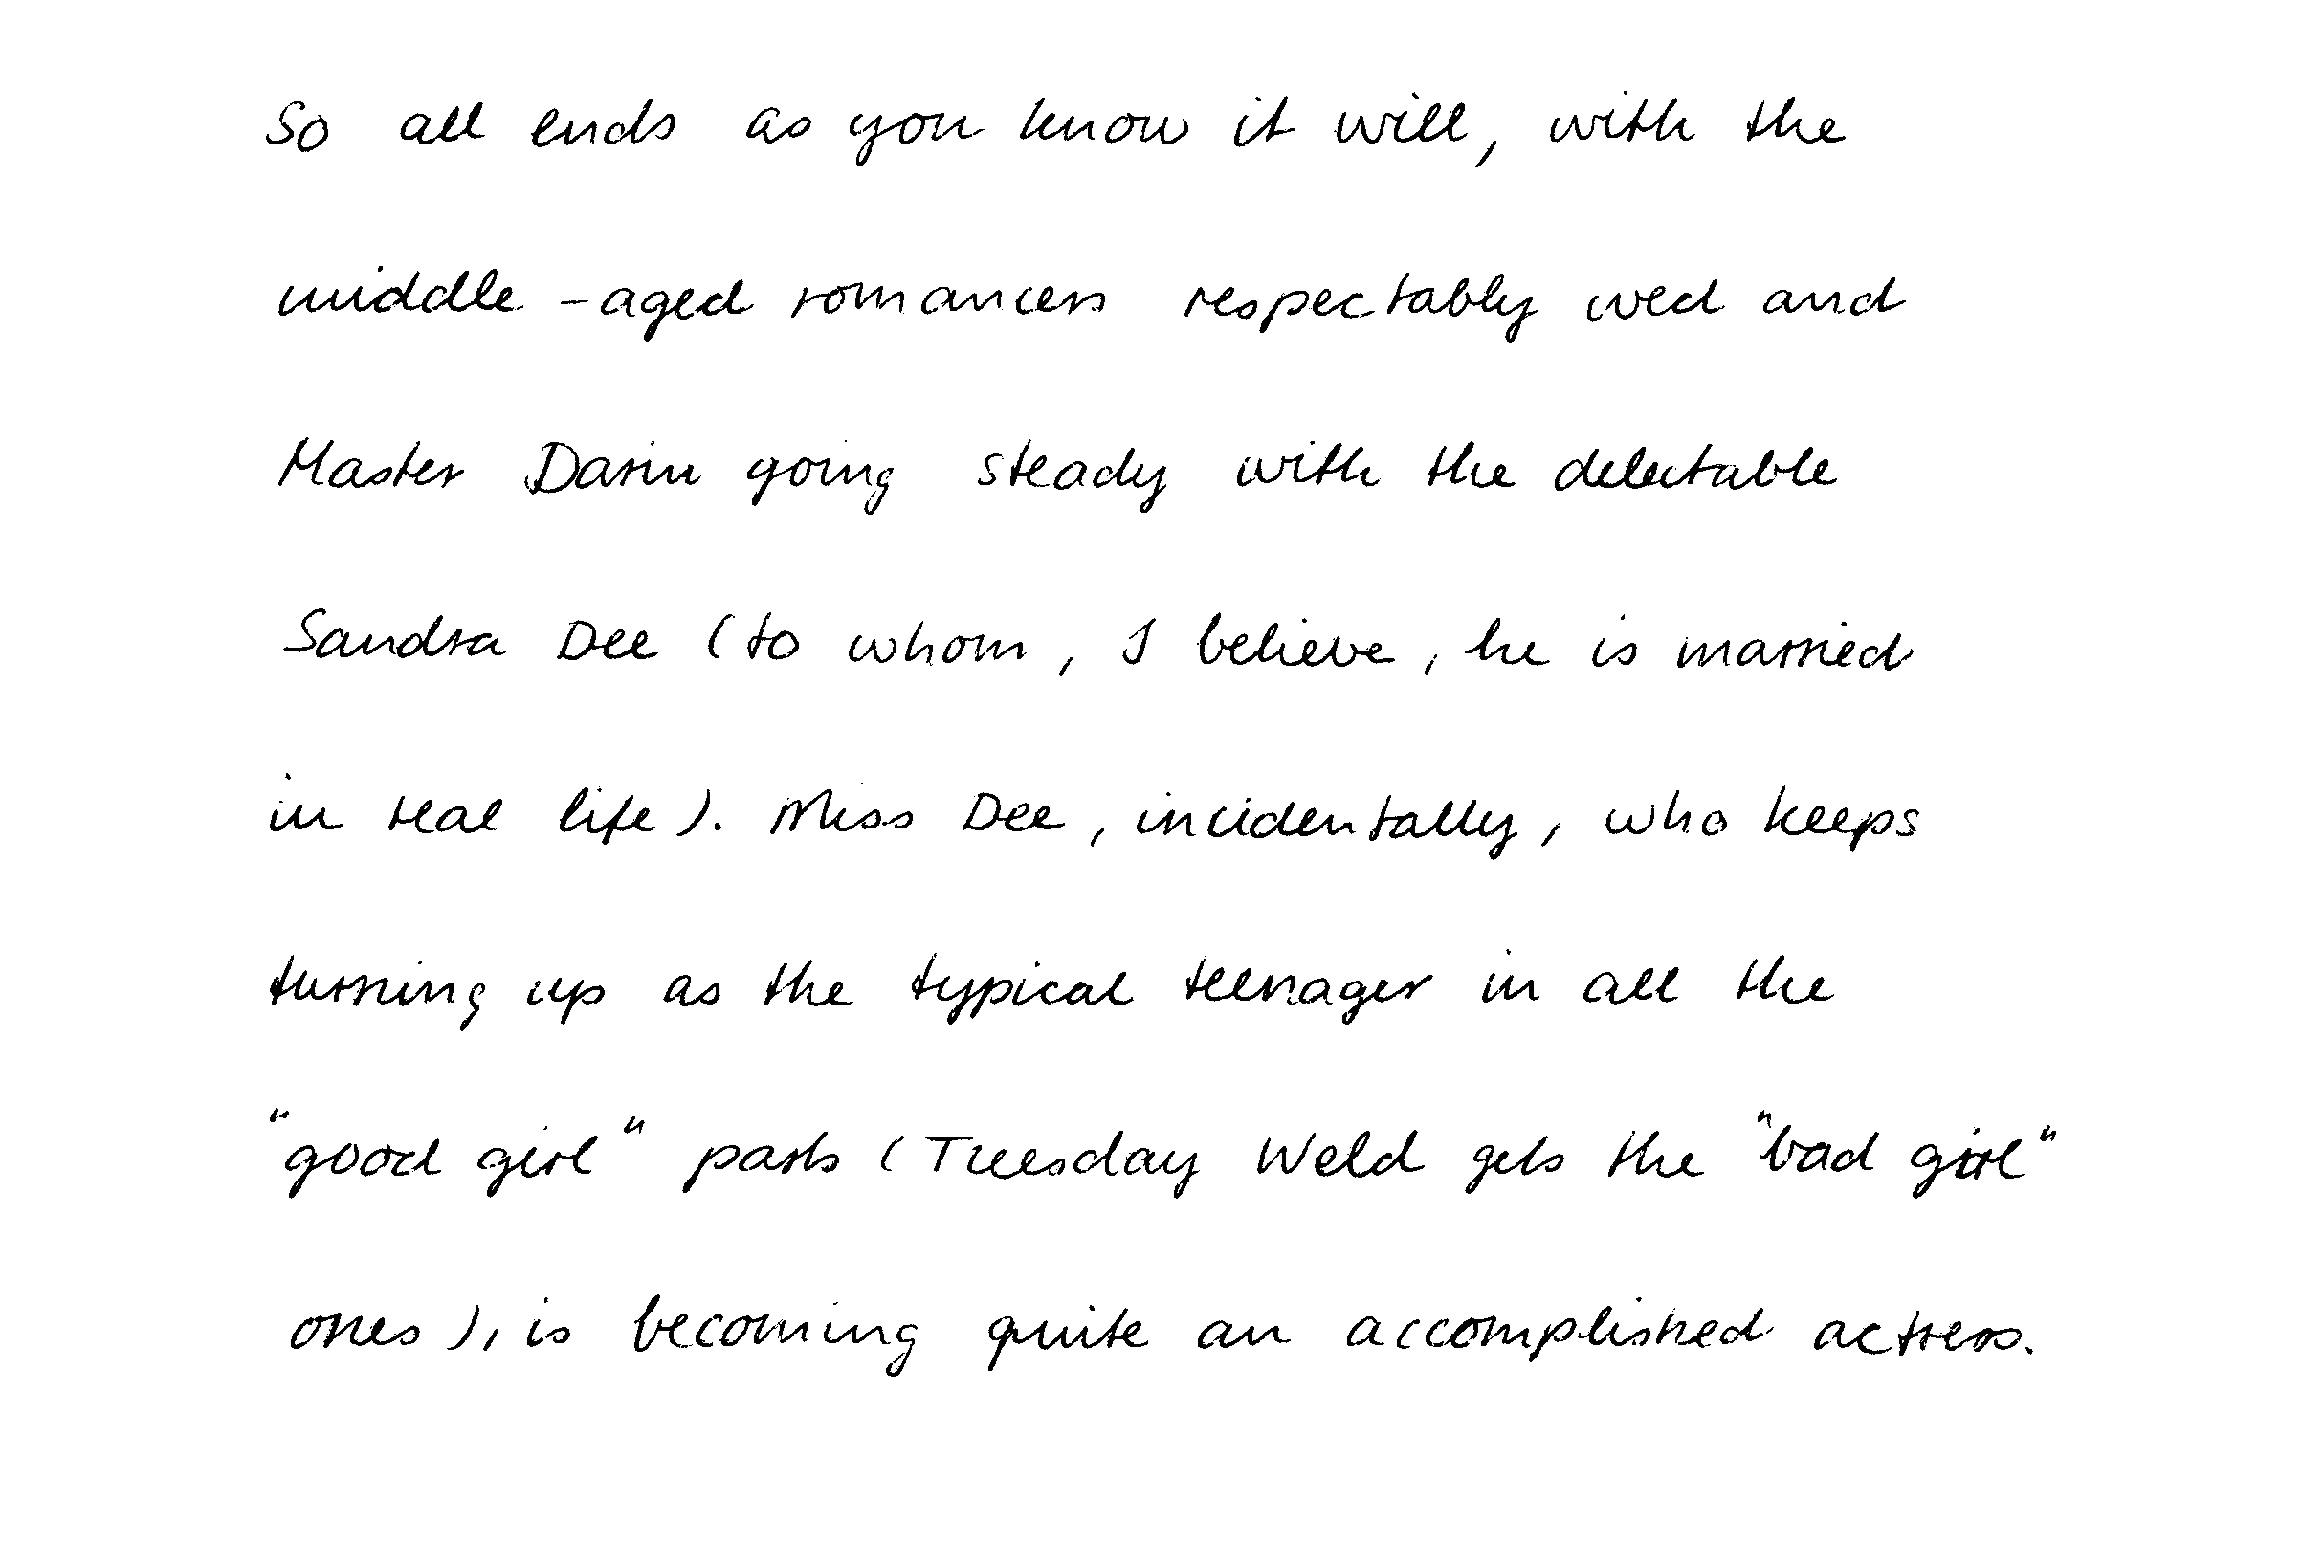 So all ends as you know it will, with the
middle-aged romancers respectably wed and
Master Darin going steady with the delectable
Sandra Dee (to whom, I believe, he is married
in real life). Miss Dee, incidentally, who keeps
turning up as the typical teenager in all the
"good girl" parts (Tuesday Weld gets the "bad girl"
ones), is becoming quite an accomplished actress.